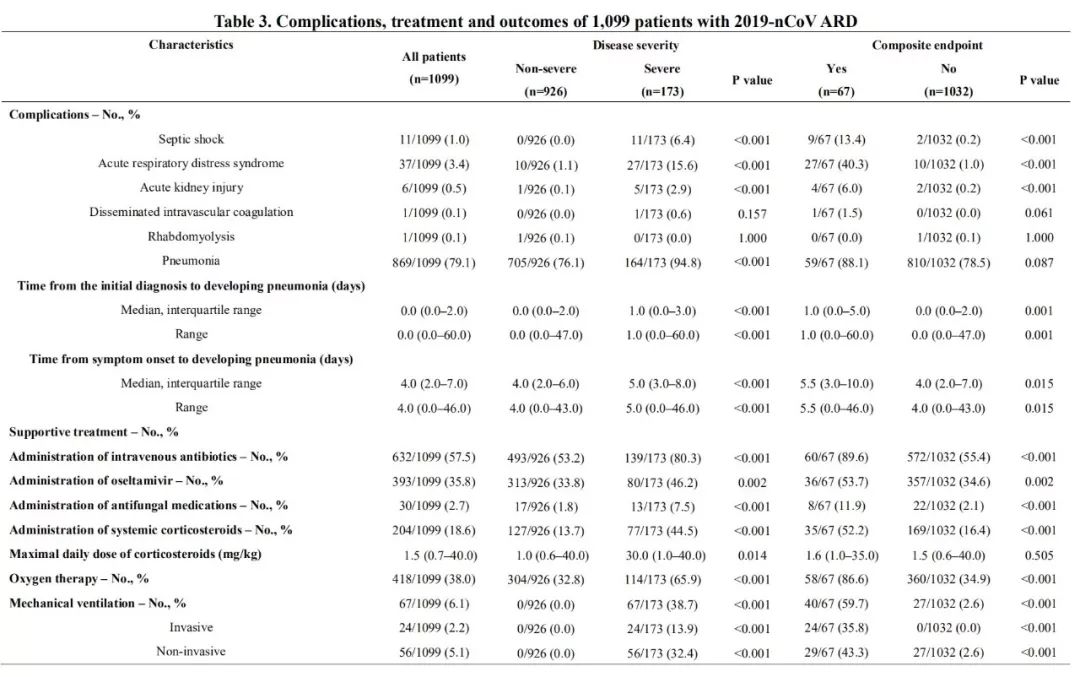 Table 3. Complications, treatment and outcomes of 1,099 patients with 2019-nCoV ARD
Characteristics All patients (n=1099) Disease severity Composite endpoint
Non-severe (n=926) Severe (n=173) P value Yes (n=67) No (n=1032) P value
Complications – No., %
Septic shock 11/1099 (1.0) 0/926 (0.0) 11/173 (6.4) <0.001 9/67 (13.4) 2/1032 (0.2) <0.001
Acute respiratory distress syndrome 37/1099 (3.4) 10/926 (1.1) 27/173 (15.6) <0.001 27/67 (40.3) 10/1032 (1.0) <0.001
Acute kidney injury 6/1099 (0.5) 1/926 (0.1) 5/173 (2.9) <0.001 4/67 (6.0) 2/1032 (0.2) <0.001
Disseminated intravascular coagulation 1/1099 (0.1) 0/926 (0.0) 1/173 (0.6) 0.157 1/67 (1.5) 0/1032 (0.0) 0.061
Rhabdomyolysis 1/1099 (0.1) 1/926 (0.1) 0/173 (0.0) 1.000 0/67 (0.0) 1/1032 (0.1) 1.000
Pneumonia 869/1099 (79.1) 705/926 (76.1) 164/173 (94.8) <0.001 59/67 (88.1) 810/1032 (78.5) 0.087
Time from the initial diagnosis to developing pneumonia (days)
Median, interquartile range 0.0 (0.0–2.0) 0.0 (0.0–2.0) 1.0 (0.0–3.0) <0.001 1.0 (0.0–5.0) 0.0 (0.0–2.0) 0.001
Range 0.0 (0.0–60.0) 0.0 (0.0–47.0) 1.0 (0.0–60.0) <0.001 1.0 (0.0–60.0) 0.0 (0.0–47.0) 0.001
Time from symptom onset to developing pneumonia (days)
Median, interquartile range 4.0 (2.0–7.0) 4.0 (2.0–6.0) 5.0 (3.0–8.0) <0.001 5.5 (3.0–10.0) 4.0 (2.0–7.0) 0.015
Range 4.0 (0.0–46.0) 4.0 (0.0–43.0) 5.0 (0.0–46.0) <0.001 5.5 (0.0–46.0) 4.0 (0.0–43.0) 0.015
Supportive treatment – No., %
Administration of intravenous antibiotics – No., % 632/1099 (57.5) 493/926 (53.2) 139/173 (80.3) <0.001 60/67 (89.6) 572/1032 (55.4) <0.001
Administration of oseltamivir – No., % 393/1099 (35.8) 313/926 (33.8) 80/173 (46.2) 0.002 36/67 (53.7) 357/1032 (34.6) 0.002
Administration of antifungal medications – No., % 30/1099 (2.7) 17/926 (1.8) 13/173 (7.5) <0.001 8/67 (11.9) 22/1032 (2.1) <0.001
Administration of systemic corticosteroids – No., % 204/1099 (18.6) 127/926 (13.7) 77/173 (44.5) <0.001 35/67 (52.2) 169/1032 (16.4) <0.001
Maximal daily dose of corticosteroids (mg/kg) 1.5 (0.7–40.0) 1.0 (0.6–40.0) 30.0 (1.0–40.0) 0.014 1.6 (1.0–35.0) 1.5 (0.6–40.0) 0.505
Oxygen therapy – No., % 418/1099 (38.0) 304/926 (32.8) 114/173 (65.9) <0.001 58/67 (86.6) 360/1032 (34.9) <0.001
Mechanical ventilation – No., % 67/1099 (6.1) 0/926 (0.0) 67/173 (38.7) <0.001 40/67 (59.7) 27/1032 (2.6) <0.001
Invasive 24/1099 (2.2) 0/926 (0.0) 24/173 (13.9) <0.001 24/67 (35.8) 0/1032 (0.0) <0.001
Non-invasive 56/1099 (5.1) 0/926 (0.0) 56/173 (32.4) <0.001 29/67 (43.3) 27/1032 (2.6) <0.001